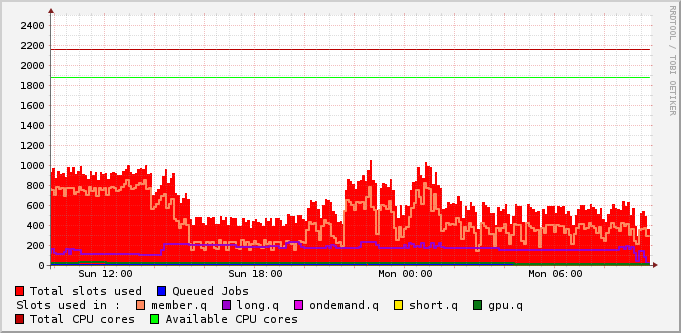 2400
2200
2000
1800
1600
1400
1200
1000
800
600
400
200
0
Sun 12:00 Sun 18:00 Mon 00:00 Mon 06:00
Total slots used Queued Jobs
Slots used in : member.q long.q ondemand.q short.q gpu.q
Total CPU cores Available CPU cores
RRDTOOL / TOBI OETIKER